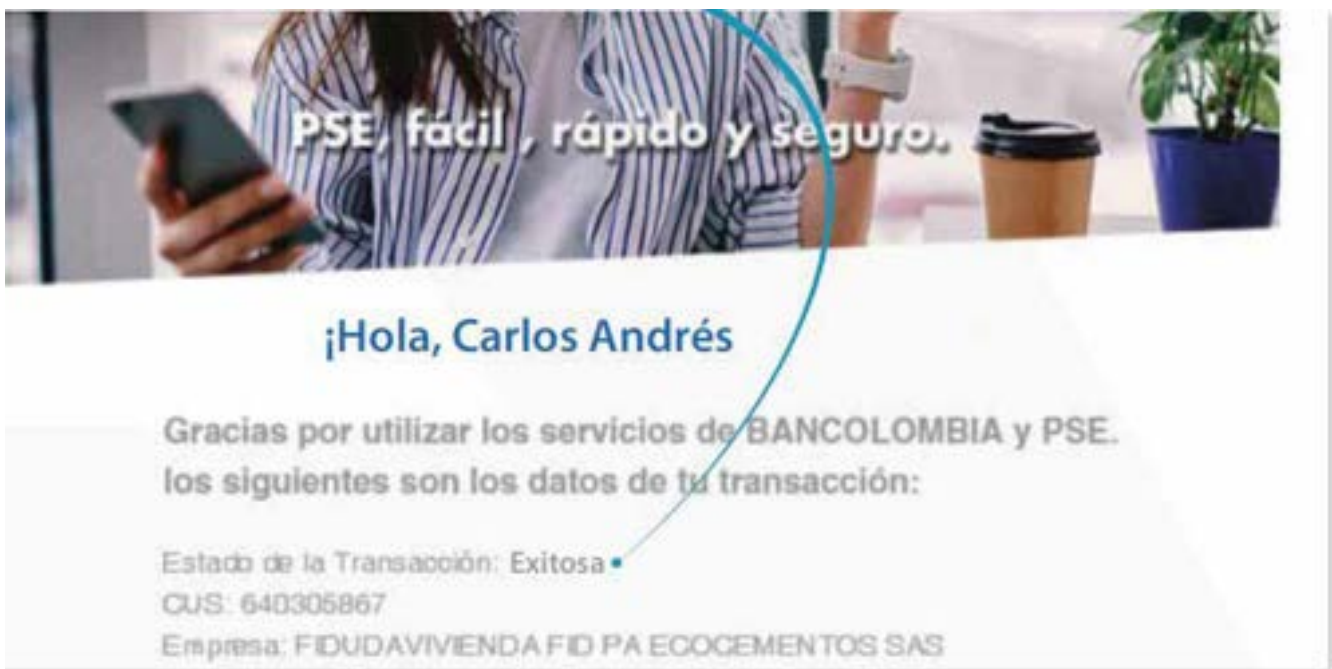 PSE, fácil , rápido y seguro.
¡Hola, Carlos Andrés
Gracias por utilizar los servicios de BANCOLOMBIA y PSE.
los siguientes son los datos de tu transacción:
Estado de la Transacción: Exitosa
CUS: 640305867
Empresa: FIDUDAVIVIENDA FID PA ECOCEMENTOS SAS